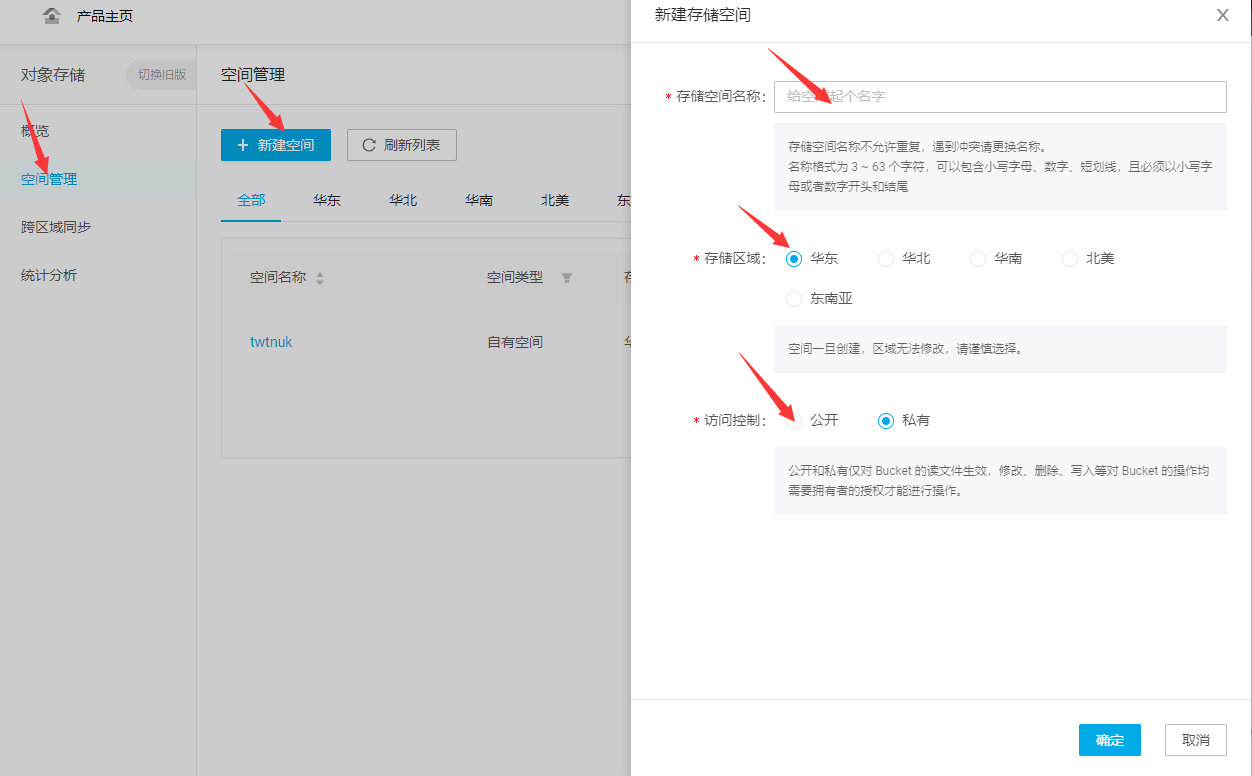 产品主页
对象存储
切换旧版
概览
空间管理
跨区域同步
统计分析
空间管理
新建空间
刷新列表
全部 华东 华北 华南 北美 东
空间名称 空间类型
twtnuk 自有空间
新建存储空间
* 存储空间名称:
给空 起个名字
存储空间名称不允许重复,遇到冲突请更换名称。
名称格式为 3 ~ 63 个字符,可以包含小写字母、数字、短划线,且必须以小写字
母或者数字开头和结尾
* 存储区域: 华东 华北 华南 北美
东南亚
空间一旦创建,区域无法修改,请谨慎选择。
* 访问控制: 公开 私有
公开和私有仅对 Bucket 的读文件生效,修改、删除、写入等对 Bucket 的操作均
需要拥有者的授权才能进行操作。
确定 取消